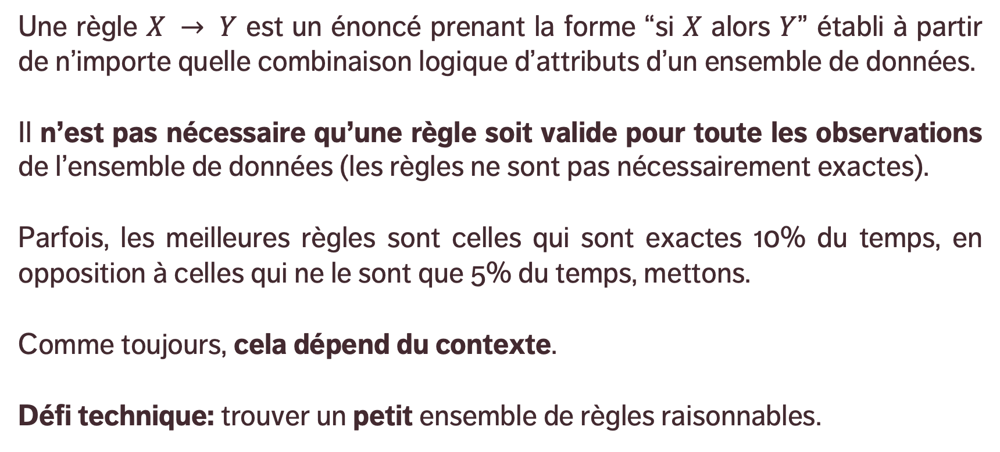 Une règle X → Y est un énoncé prenant la forme “si X alors Y” établi à partir
de n’importe quelle combinaison logique d’attributs d’un ensemble de données.
Il n’est pas nécessaire qu’une règle soit valide pour toute les observations
de l’ensemble de données (les règles ne sont pas nécessairement exactes).
Parfois, les meilleures règles sont celles qui sont exactes 10% du temps, en
opposition à celles qui ne le sont que 5% du temps, mettons.
Comme toujours, cela dépend du contexte.
Défi technique: trouver un petit ensemble de règles raisonnables.